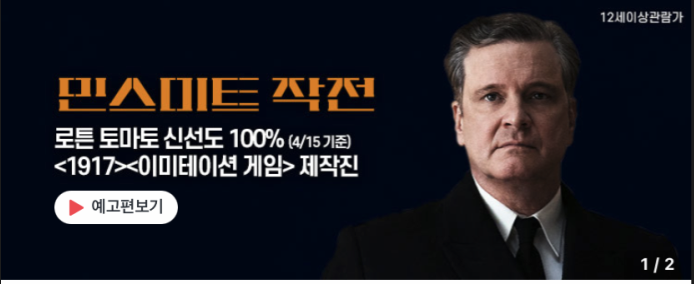 12세이상관람가
민스미트 작전
로튼 토마토 신선도 100% (4/15 기준)
<1917><이미테이션 게임> 제작진
예고편보기
1 / 2